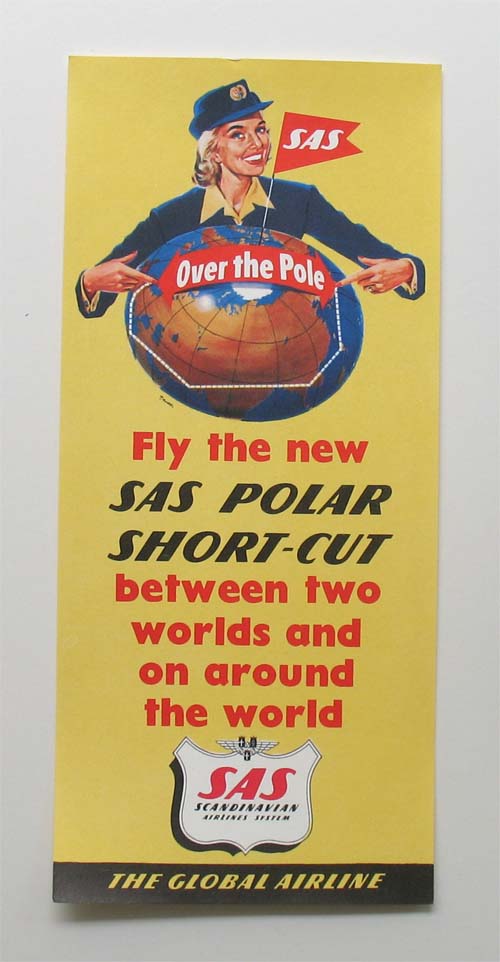 SAS
Over the Pole
Fly the new
SAS POLAR
SHORT-CUT
between two
worlds and
on around
the world
SAS
SCANDINAVIAN
AIRLINES SYSTEM
THE GLOBAL AIRLINE